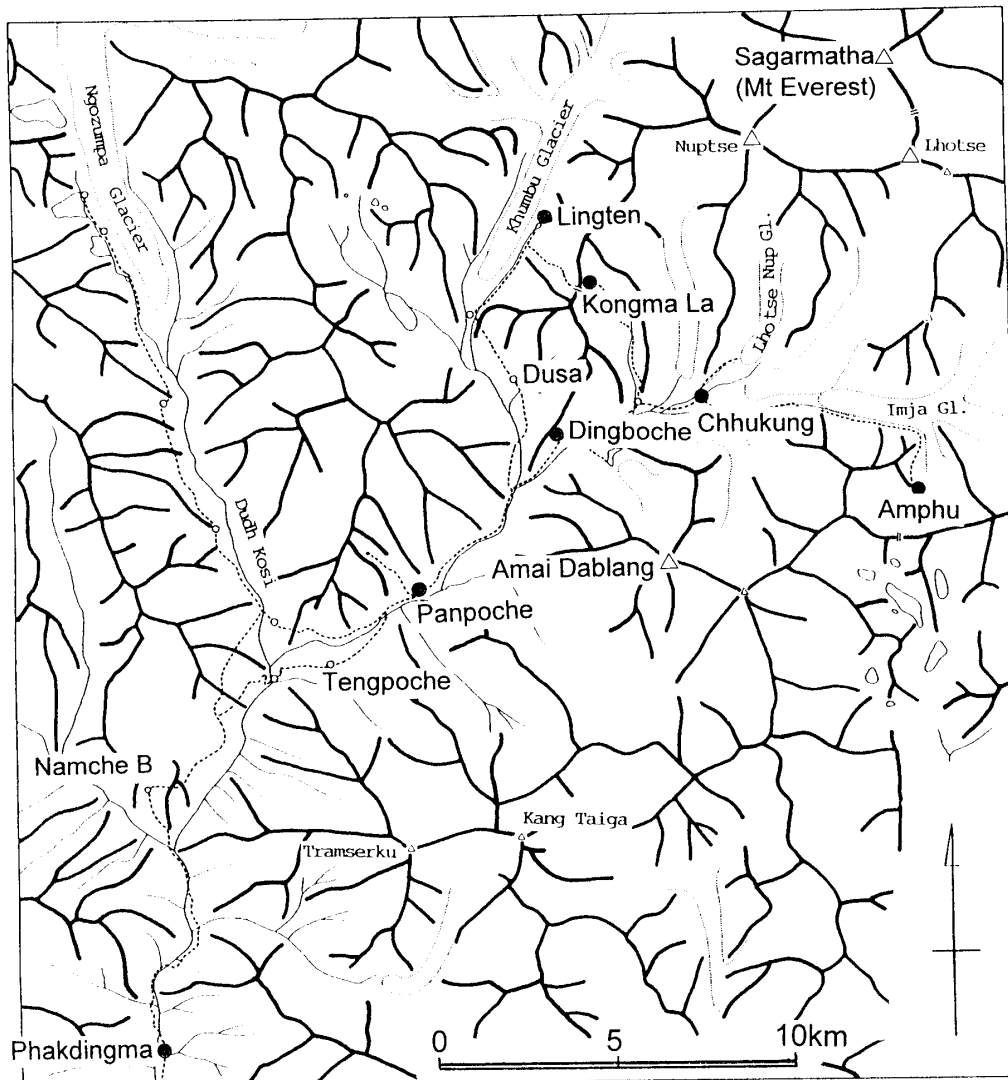 Sagarmatha
(Mt Everest)
Ngozumpa Glacier
Khumbu Glacier
Nuptse
Lhotse
Lingten
Lhotse Nup Gl.
Kongma La
Dusa
Chhukung
Imja Gl.
Dingboche
Amphu
Dudh Kosi
Amai Dablang
Panpoche
Tengpoche
Namche B
Kang Taiga
Tramserku
Phakdingma
0 5 10km